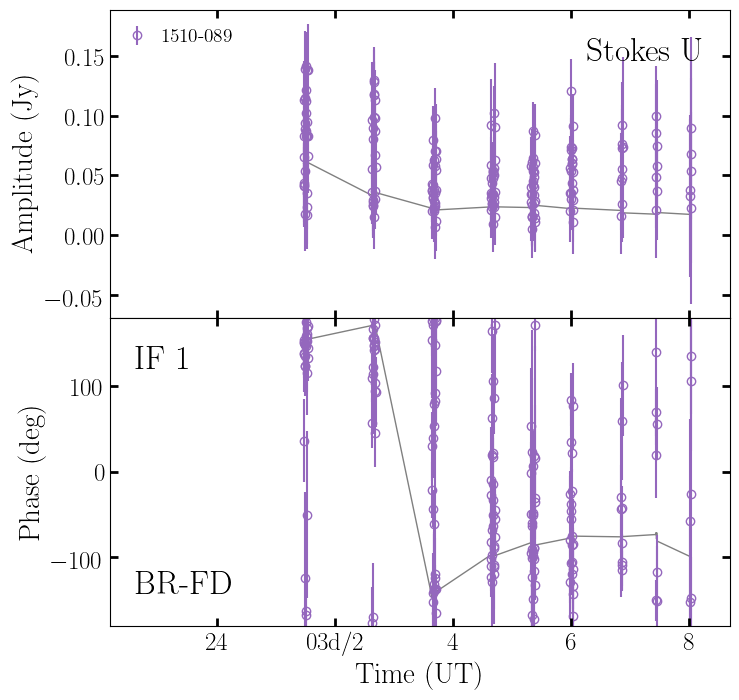 1510-089
Stokes U
0.15
0.10
0.05
0.00
−0.05
Amplitude (Jy)
IF 1
BR-FD
100
0
−100
Phase (deg)
24
03d/2
4
6
8
Time (UT)